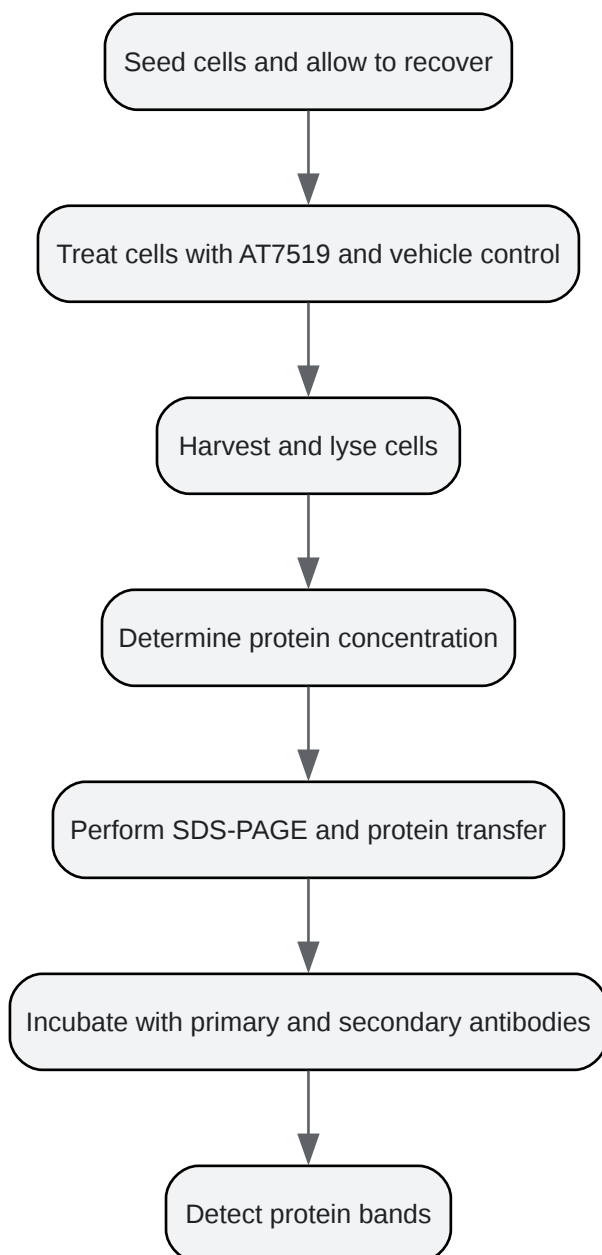 Seed cells and allow to recover
Treat cells with AT7519 and vehicle control
Harvest and lyse cells
Determine protein concentration
Perform SDS-PAGE and protein transfer
Incubate with primary and secondary antibodies
Detect protein bands